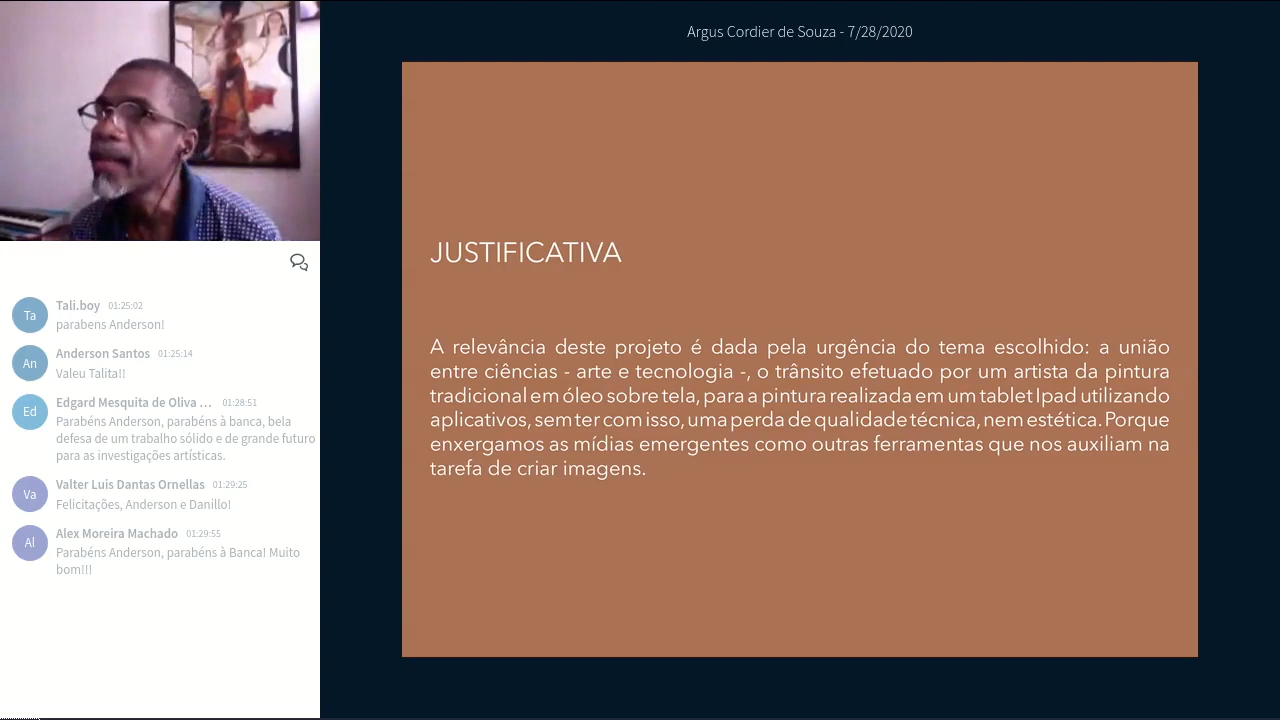 Argus Cordier de Souza - 7/28/2020
JUSTIFICATIVA
A relevância deste projeto é dada pela urgência do tema escolhido: a união
entre ciências - arte e tecnologia -, o trânsito efetuado por um artista da pintura
tradicional em óleo sobre tela, para a pintura realizada em um tablet Ipad utilizando
aplicativos, sem ter com isso, uma perda de qualidade técnica, nem estética. Porque
enxergamos as mídias emergentes como outras ferramentas que nos auxiliam na
tarefa de criar imagens.
Ta
Tali.boy 01:25:02
parabens Anderson!
An
Anderson Santos 01:25:14
Valeu Talita!!
Ed
Edgard Mesquita de Oliva ... 01:28:51
Parabéns Anderson, parabéns à banca, bela
defesa de um trabalho sólido e de grande futuro
para as investigações artísticas.
Va
Valter Luis Dantas Ornellas 01:29:25
Felicitações, Anderson e Danillo!
Al
Alex Moreira Machado 01:29:55
Parabéns Anderson, parabéns à Banca! Muito
bom!!!